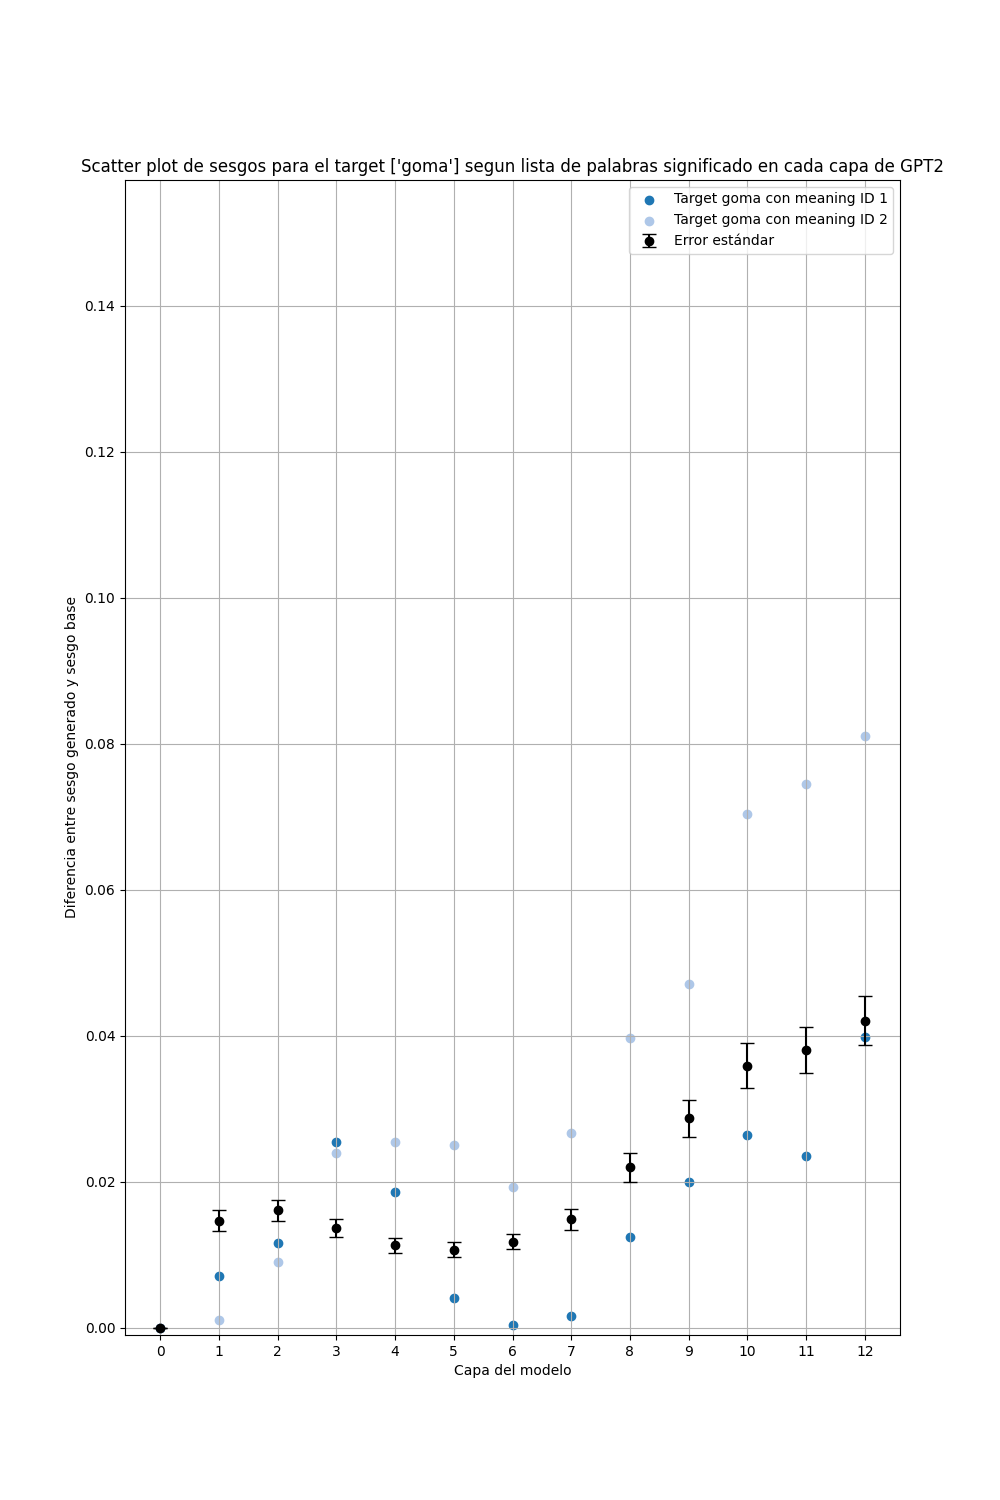 Scatter plot de sesgos para el target ['goma'] segun lista de palabras significado en cada capa de GPT2
Target goma con meaning ID 1
Target goma con meaning ID 2
Error estándar
Diferencia entre sesgo generado y sesgo base
0.14
0.12
0.10
0.08
0.06
0.04
0.02
0.00
0 1 2 3 4 5 6 7 8 9 10 11 12
Capa del modelo